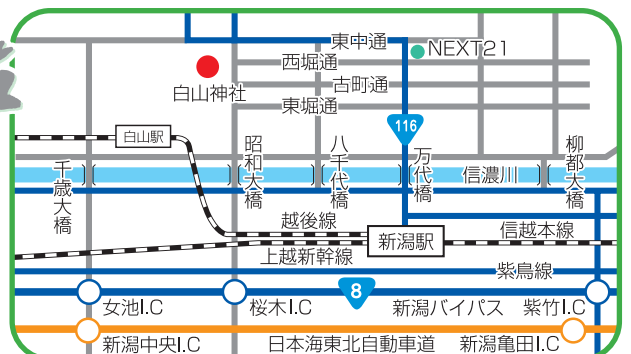 東中通
NEXT21
西堀通
古町通
白山神社
東堀通
116
白山駅
千歳大橋
昭和大橋
八千代橋
万代橋
信濃川
柳都大橋
越後線
新潟駅
信越本線
上越新幹線
紫鳥線
女池I.C
桜木I.C
8
新潟バイパス
紫竹I.C
新潟中央I.C
日本海東北自動車道
新潟亀田I.C